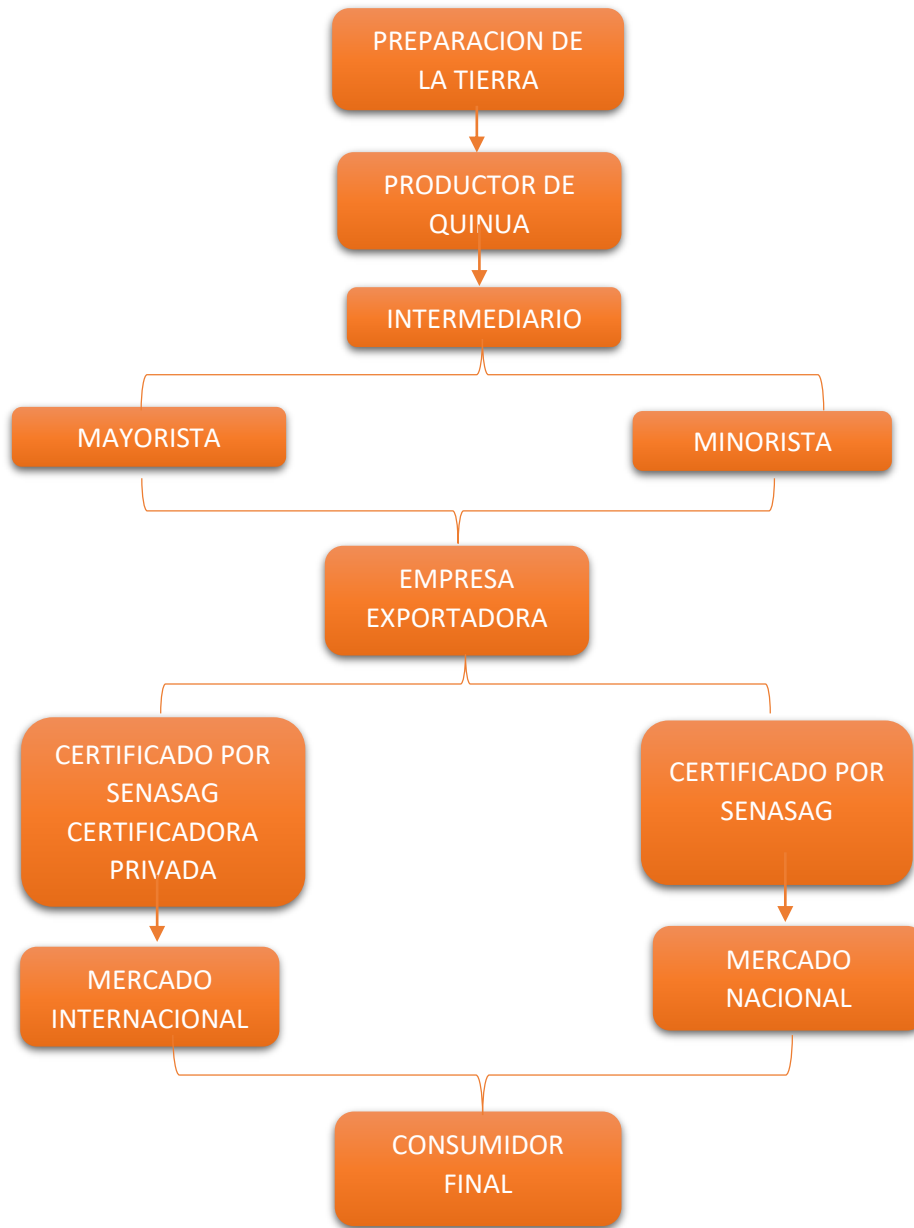 PREPARACION DE
LA TIERRA
PRODUCTOR DE
QUINUA
INTERMEDIARIO
MAYORISTA
MINORISTA
EMPRESA
EXPORTADORA
CERTIFICADO POR
SENASAG
CERTIFICADORA
PRIVADA
CERTIFICADO POR
SENASAG
MERCADO
INTERNACIONAL
MERCADO
NACIONAL
CONSUMIDOR
FINAL